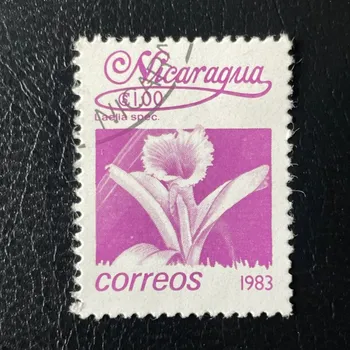 Nicaragua
₡1.00
Laelia spec.
correos 1983